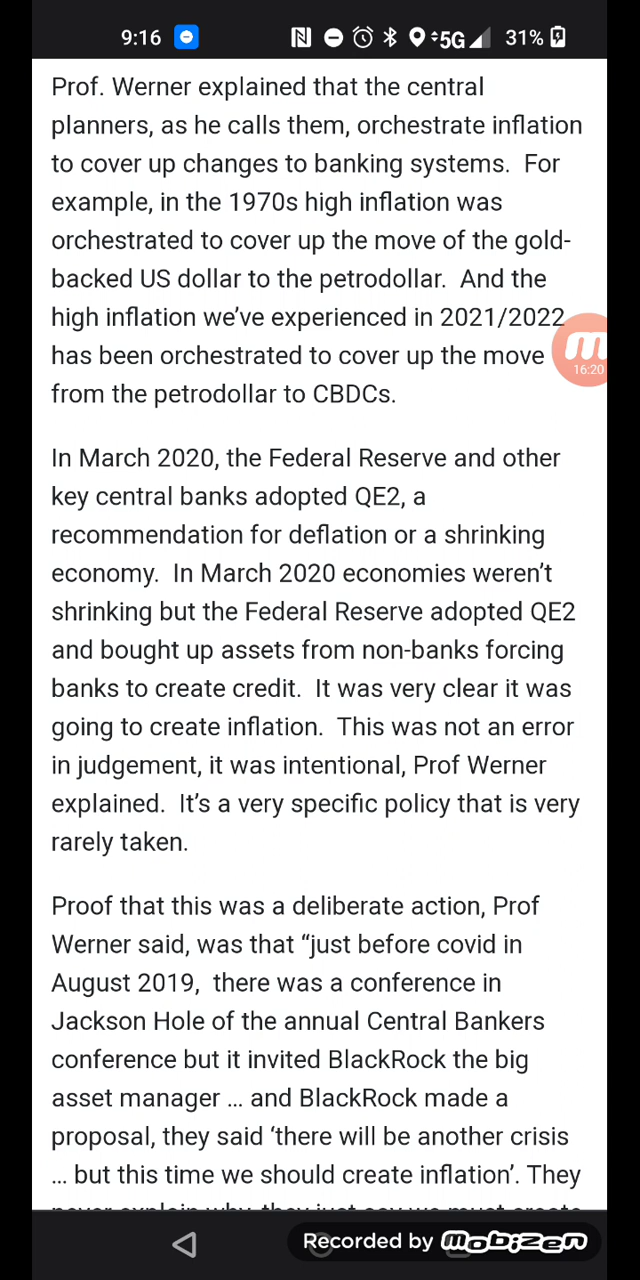 9:16 5G 31%
Prof. Werner explained that the central
planners, as he calls them, orchestrate inflation
to cover up changes to banking systems.  For
example, in the 1970s high inflation was
orchestrated to cover up the move of the gold-
backed US dollar to the petrodollar.  And the
high inflation we’ve experienced in 2021/2022
has been orchestrated to cover up the move
16:20
from the petrodollar to CBDCs.
In March 2020, the Federal Reserve and other
key central banks adopted QE2, a
recommendation for deflation or a shrinking
economy.  In March 2020 economies weren’t
shrinking but the Federal Reserve adopted QE2
and bought up assets from non-banks forcing
banks to create credit.  It was very clear it was
going to create inflation.  This was not an error
in judgement, it was intentional, Prof Werner
explained.  It’s a very specific policy that is very
rarely taken.
Proof that this was a deliberate action, Prof
Werner said, was that “just before covid in
August 2019,  there was a conference in
Jackson Hole of the annual Central Bankers
conference but it invited BlackRock the big
asset manager … and BlackRock made a
proposal, they said ‘there will be another crisis
… but this time we should create inflation’. They
Recorded by Mobizen